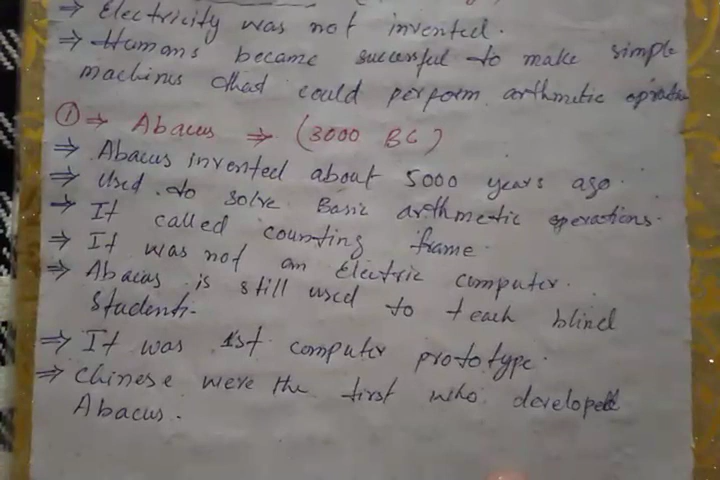 ⇒ Electricity was not invented.
⇒ Humans became successful to make simple
machines that could perform arthmetic opration
① ⇒ Abacus ⇒ (3000 BC)
⇒ Abacus invented about 5000 years ago.
⇒ Used to solve Basic arthmetic operations.
⇒ It called counting frame.
⇒ It was not an Electric computer.
⇒ Abacus is still used to teach blind
Students.
⇒ It was 1st computer prototype.
⇒ Chinese were the first who developed
Abacus.